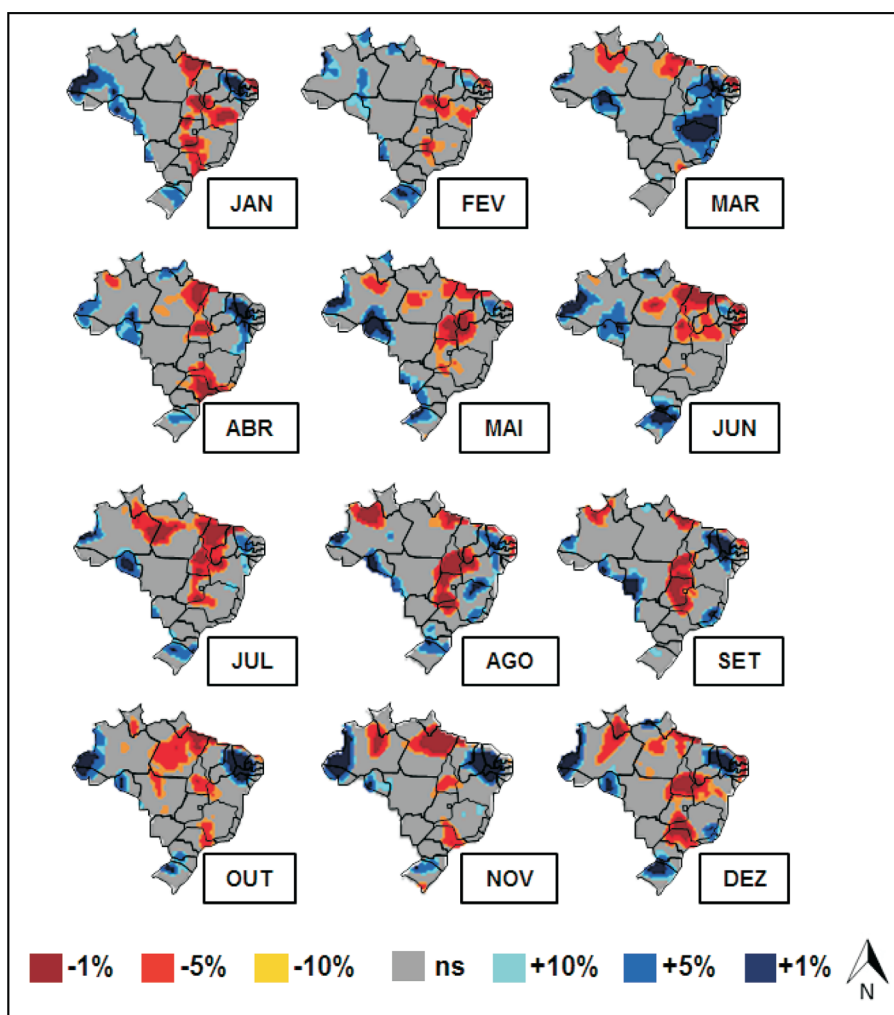 JAN FEV MAR
ABR MAI JUN
JUL AGO SET
OUT NOV DEZ
-1% -5% -10% ns +10% +5% +1%
N